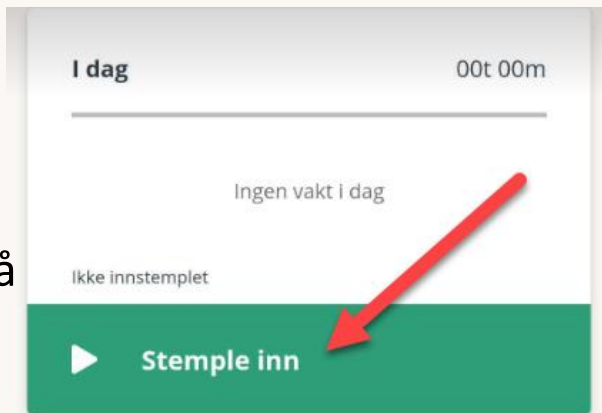 I dag 00t 00m
Ingen vakt i dag
å
Ikke innstemplet
Stemple inn